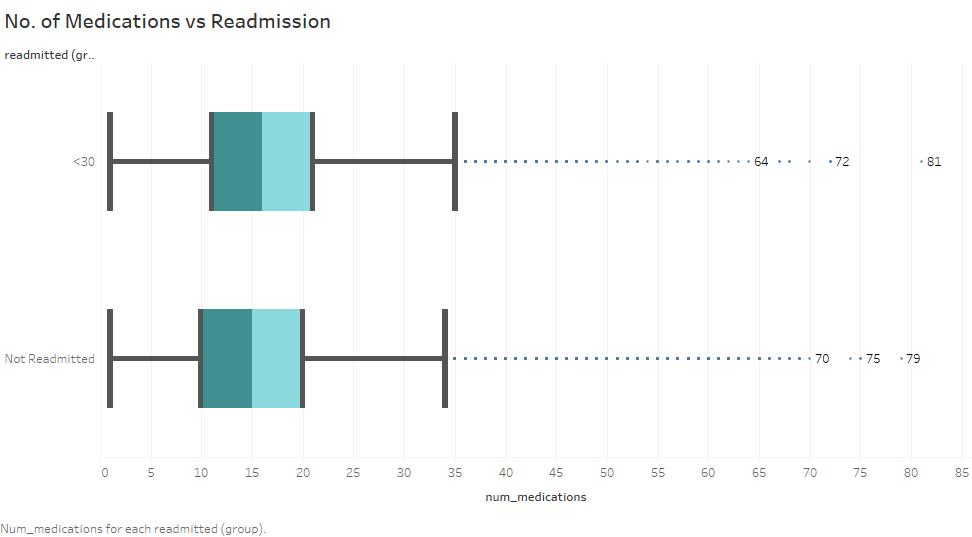 No. of Medications vs Readmission
readmitted (gr..
<30
64
72
81
Not Readmitted
70
75
79
0 5 10 15 20 25 30 35 40 45 50 55 60 65 70 75 80 85
num_medications
Num_medications for each readmitted (group).